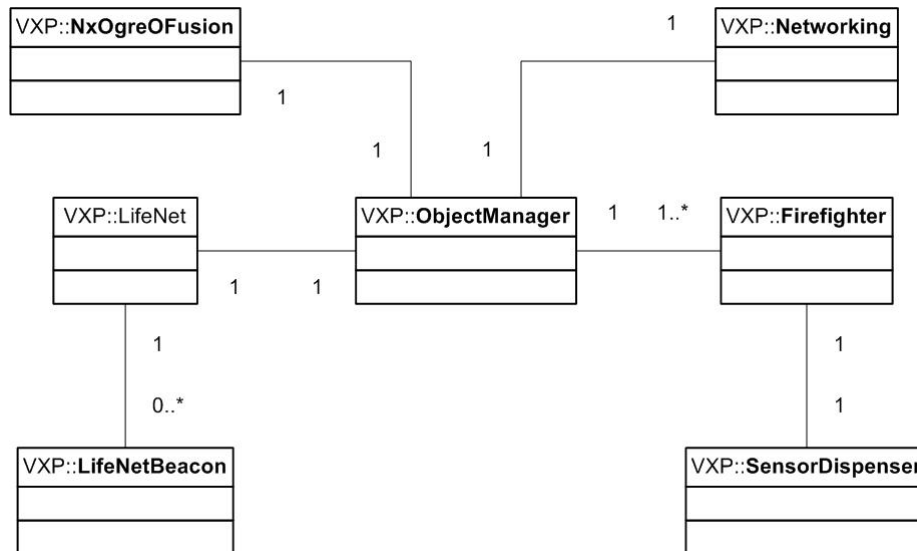 VXP::NxOgreOFusion
1
VXP::Networking
1
1
1
VXP::LifeNet
VXP::ObjectManager
1
1..*
VXP::Firefighter
1
1
1
1
0..*
1
VXP::LifeNetBeacon
VXP::SensorDispenser